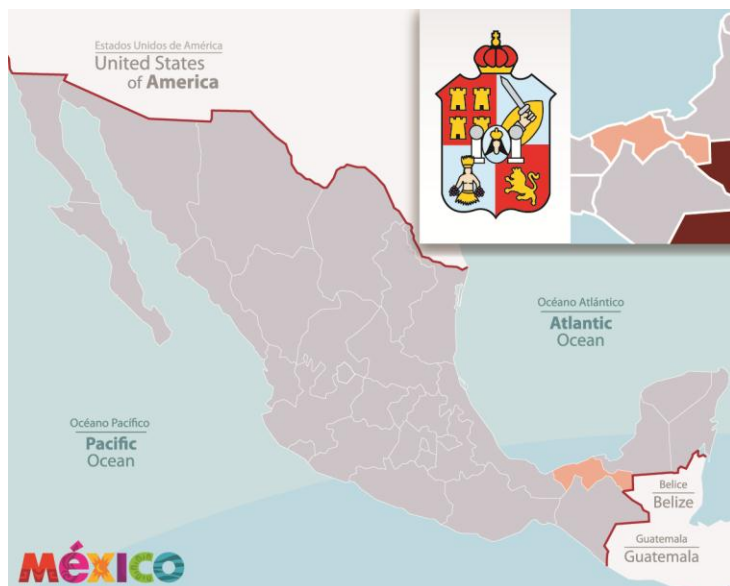 Estados Unidos de América
United States
of America
Océano Atlántico
Atlantic
Ocean
Océano Pacífico
Pacific
Ocean
Belice
Belize
Guatemala
Guatemala
México